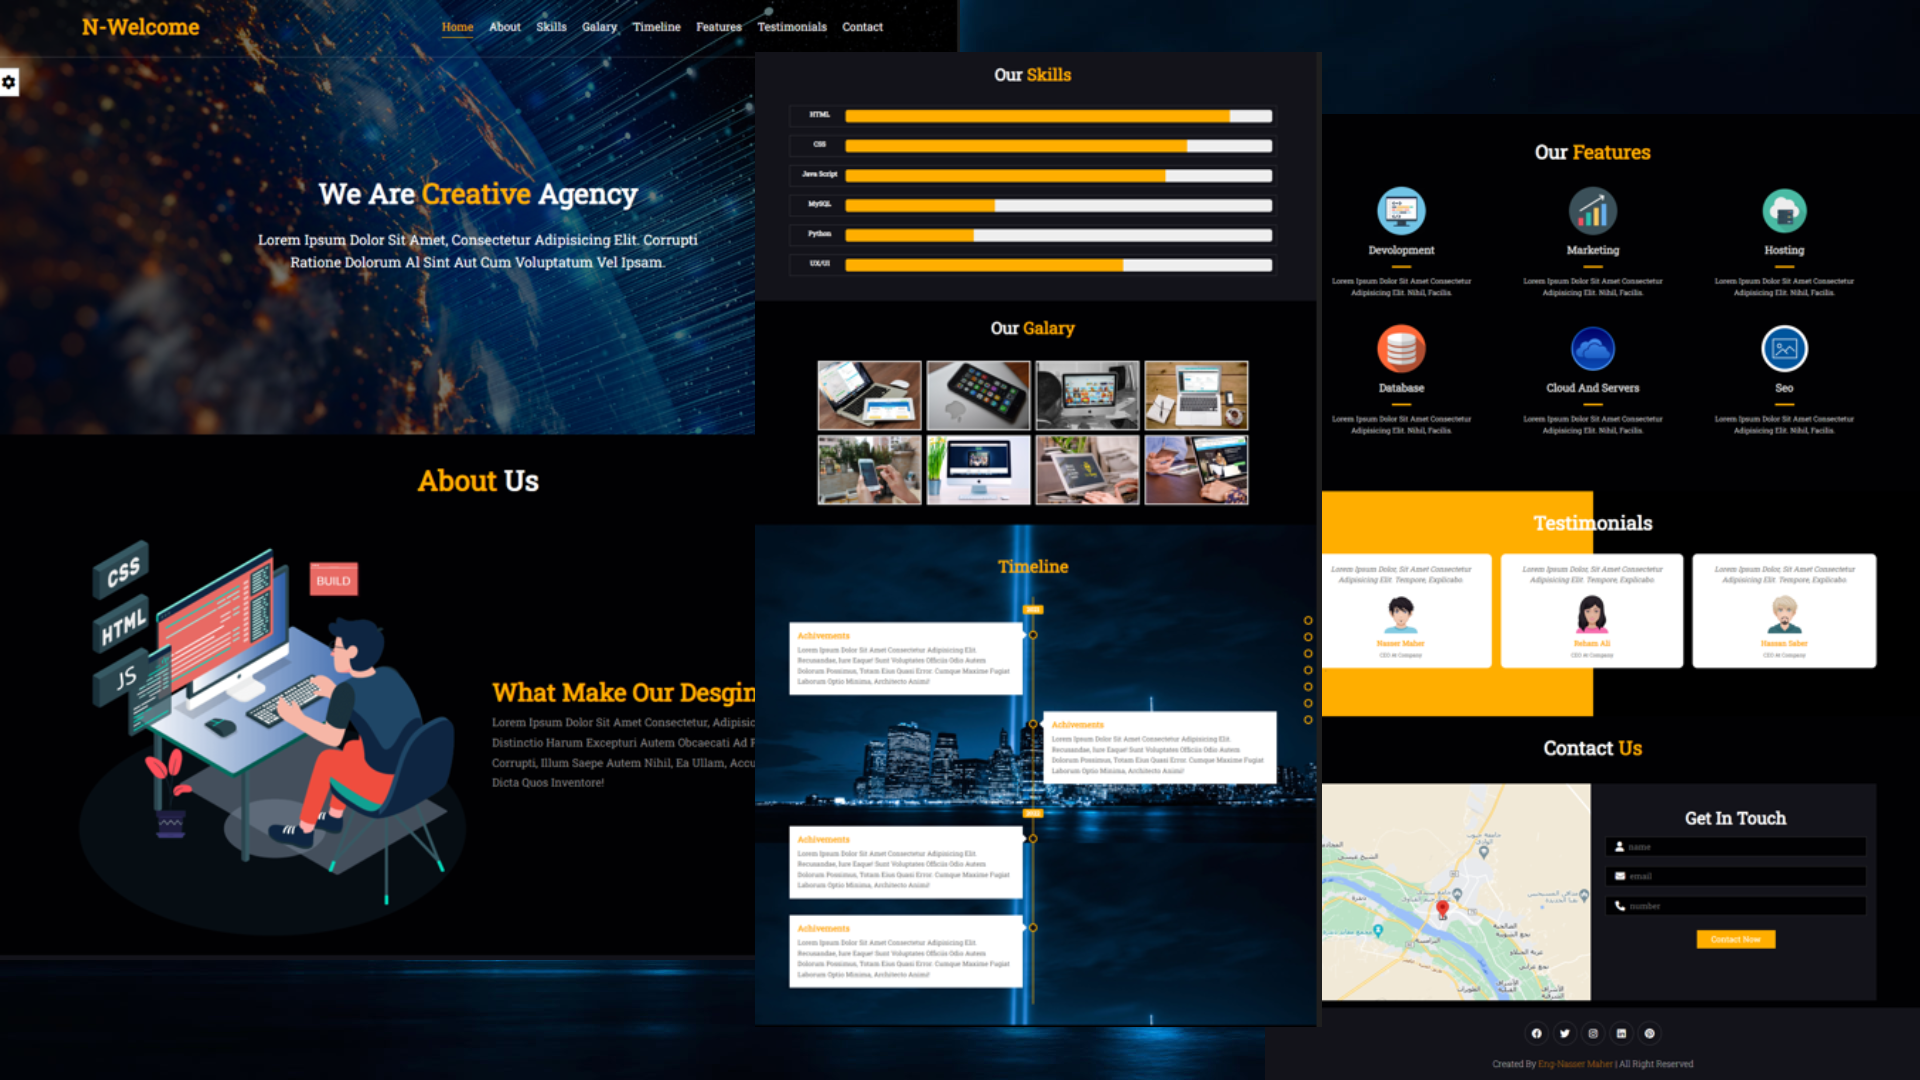 N-Welcome
Home About Skills Galary Timeline Features Testimonials Contact
We Are Creative Agency
Lorem Ipsum Dolor Sit Amet, Consectetur Adipisicing Elit. Corrupti
Ratione Dolorum Al Sint Aut Cum Voluptatum Vel Ipsam.
About Us
CSS
HTML
JS
BUILD
What Make Our Desgin
Lorem Ipsum Dolor Sit Amet Consectetur, Adipisic
Distinctio Harum Excepturi Autem Obcaecati Ad
Corrupti, Illum Saepe Autem Nihil, Ea Ullam, Accu
Dicta Quos Inventore!
Our Skills
HTML
CSS
Java Script
MySQL
Python
UX/UI
Our Galary
Timeline
Achivements
Lorem Ipsum Dolor Sit Amet Consectetur Adipisicing Elit.
Recusandae, Iure Eaque! Sunt Voluptates Officiis Odio Autem
Dolorum Possimus, Totam Eius Quasi Error. Cumque Maxime Fugiat
Laborum Optio Minima, Architecto Animi!
Achivements
Lorem Ipsum Dolor Sit Amet Consectetur Adipisicing Elit.
Recusandae, Iure Eaque! Sunt Voluptates Officiis Odio Autem
Dolorum Possimus, Totam Eius Quasi Error. Cumque Maxime Fugiat
Laborum Optio Minima, Architecto Animi!
Achivements
Lorem Ipsum Dolor Sit Amet Consectetur Adipisicing Elit.
Recusandae, Iure Eaque! Sunt Voluptates Officiis Odio Autem
Dolorum Possimus, Totam Eius Quasi Error. Cumque Maxime Fugiat
Laborum Optio Minima, Architecto Animi!
Achivements
Lorem Ipsum Dolor Sit Amet Consectetur Adipisicing Elit.
Recusandae, Iure Eaque! Sunt Voluptates Officiis Odio Autem
Dolorum Possimus, Totam Eius Quasi Error. Cumque Maxime Fugiat
Laborum Optio Minima, Architecto Animi!
Our Features
Devolopment
Lorem Ipsum Dolor Sit Amet Consectetur
Adipisicing Elit. Nihil, Facilis.
Marketing
Lorem Ipsum Dolor Sit Amet Consectetur
Adipisicing Elit. Nihil, Facilis.
Hosting
Lorem Ipsum Dolor Sit Amet Consectetur
Adipisicing Elit. Nihil, Facilis.
Database
Lorem Ipsum Dolor Sit Amet Consectetur
Adipisicing Elit. Nihil, Facilis.
Cloud And Servers
Lorem Ipsum Dolor Sit Amet Consectetur
Adipisicing Elit. Nihil, Facilis.
Seo
Lorem Ipsum Dolor Sit Amet Consectetur
Adipisicing Elit. Nihil, Facilis.
Testimonials
Lorem Ipsum Dolor, Sit Amet Consectetur
Adipisicing Elit. Tempore, Explicabo.
Nasser Maher
CEO At Company
Lorem Ipsum Dolor, Sit Amet Consectetur
Adipisicing Elit. Tempore, Explicabo.
Reham Ali
CEO At Company
Lorem Ipsum Dolor, Sit Amet Consectetur
Adipisicing Elit. Tempore, Explicabo.
Hassan Saber
CEO At Company
Contact Us
Get In Touch
name
email
number
Contact Now
Created By Eng-Nasser Maher | All Right Reserved